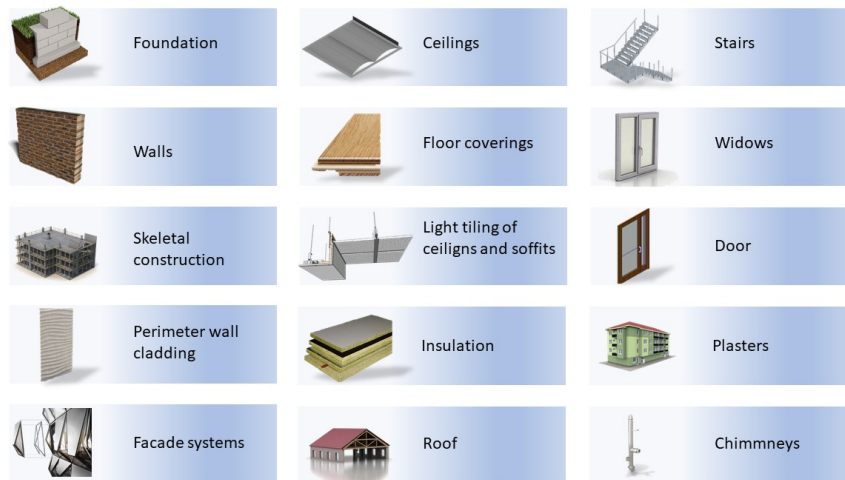 Foundation
Ceilings
Stairs
Walls
Floor coverings
Widows
Skeletal
construction
Light tiling of
ceiligns and soffits
Door
Perimeter wall
cladding
Insulation
Plasters
Facade systems
Roof
Chimmneys